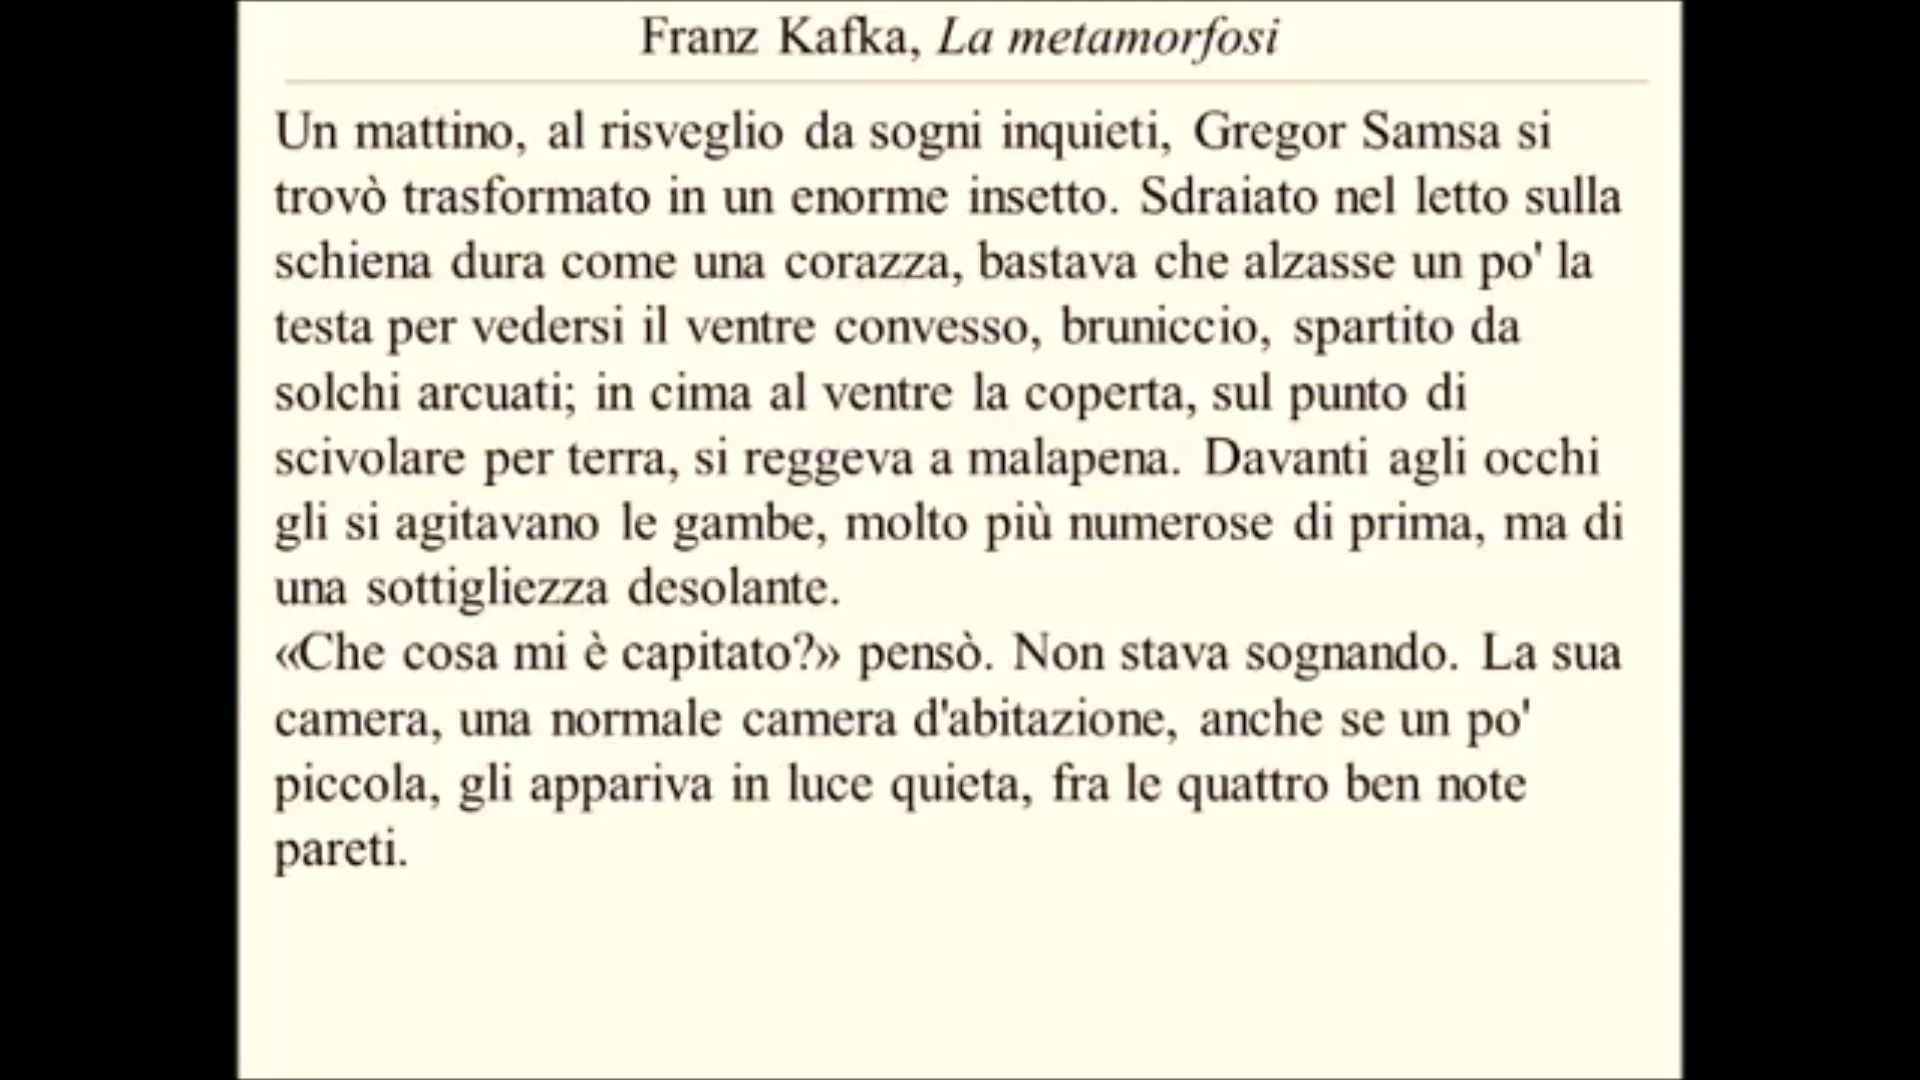 Franz Kafka, La metamorfosi
Un mattino, al risveglio da sogni inquieti, Gregor Samsa si
trovò trasformato in un enorme insetto. Sdraiato nel letto sulla
schiena dura come una corazza, bastava che alzasse un po' la
testa per vedersi il ventre convesso, bruniccio, spartito da
solchi arcuati; in cima al ventre la coperta, sul punto di
scivolare per terra, si reggeva a malapena. Davanti agli occhi
gli si agitavano le gambe, molto più numerose di prima, ma di
una sottigliezza desolante.
«Che cosa mi è capitato?» pensò. Non stava sognando. La sua
camera, una normale camera d'abitazione, anche se un po'
piccola, gli appariva in luce quieta, fra le quattro ben note
pareti.